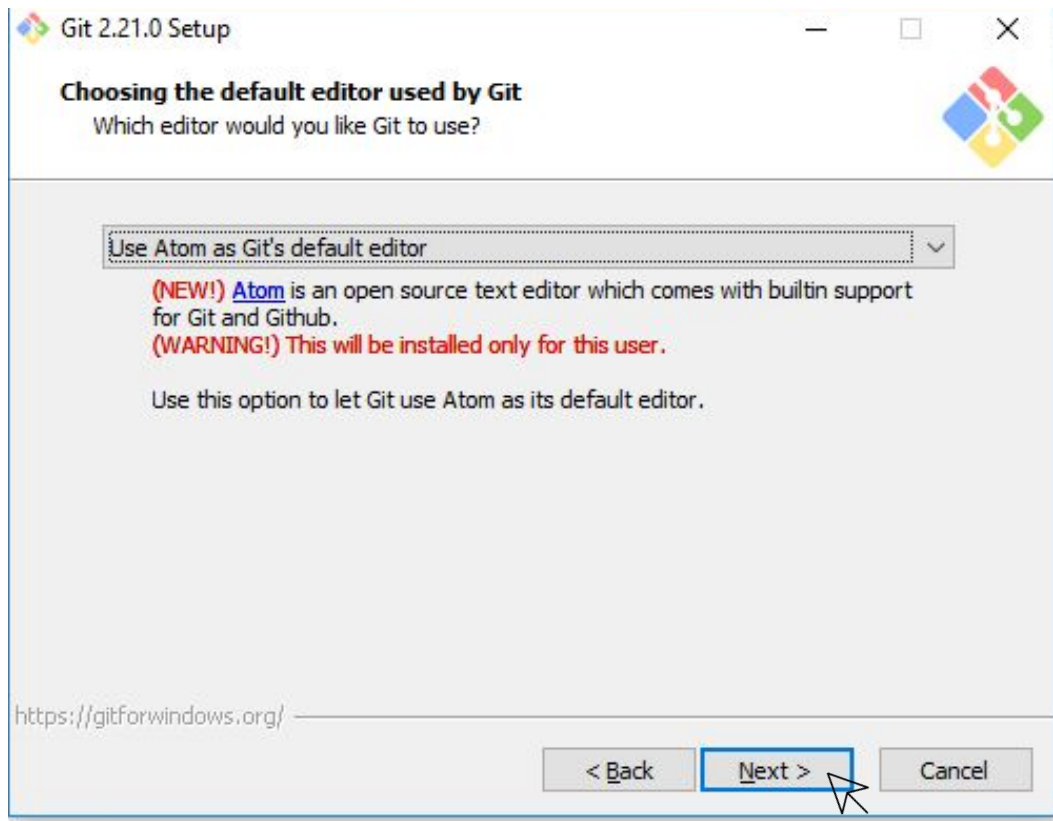 Git 2.21.0 Setup
Choosing the default editor used by Git
Which editor would you like Git to use?
Use Atom as Git's default editor
(NEW!) Atom is an open source text editor which comes with builtin support
for Git and Github.
(WARNING!) This will be installed only for this user.
Use this option to let Git use Atom as its default editor.
https://gitforwindows.org/
< Back
Next >
Cancel